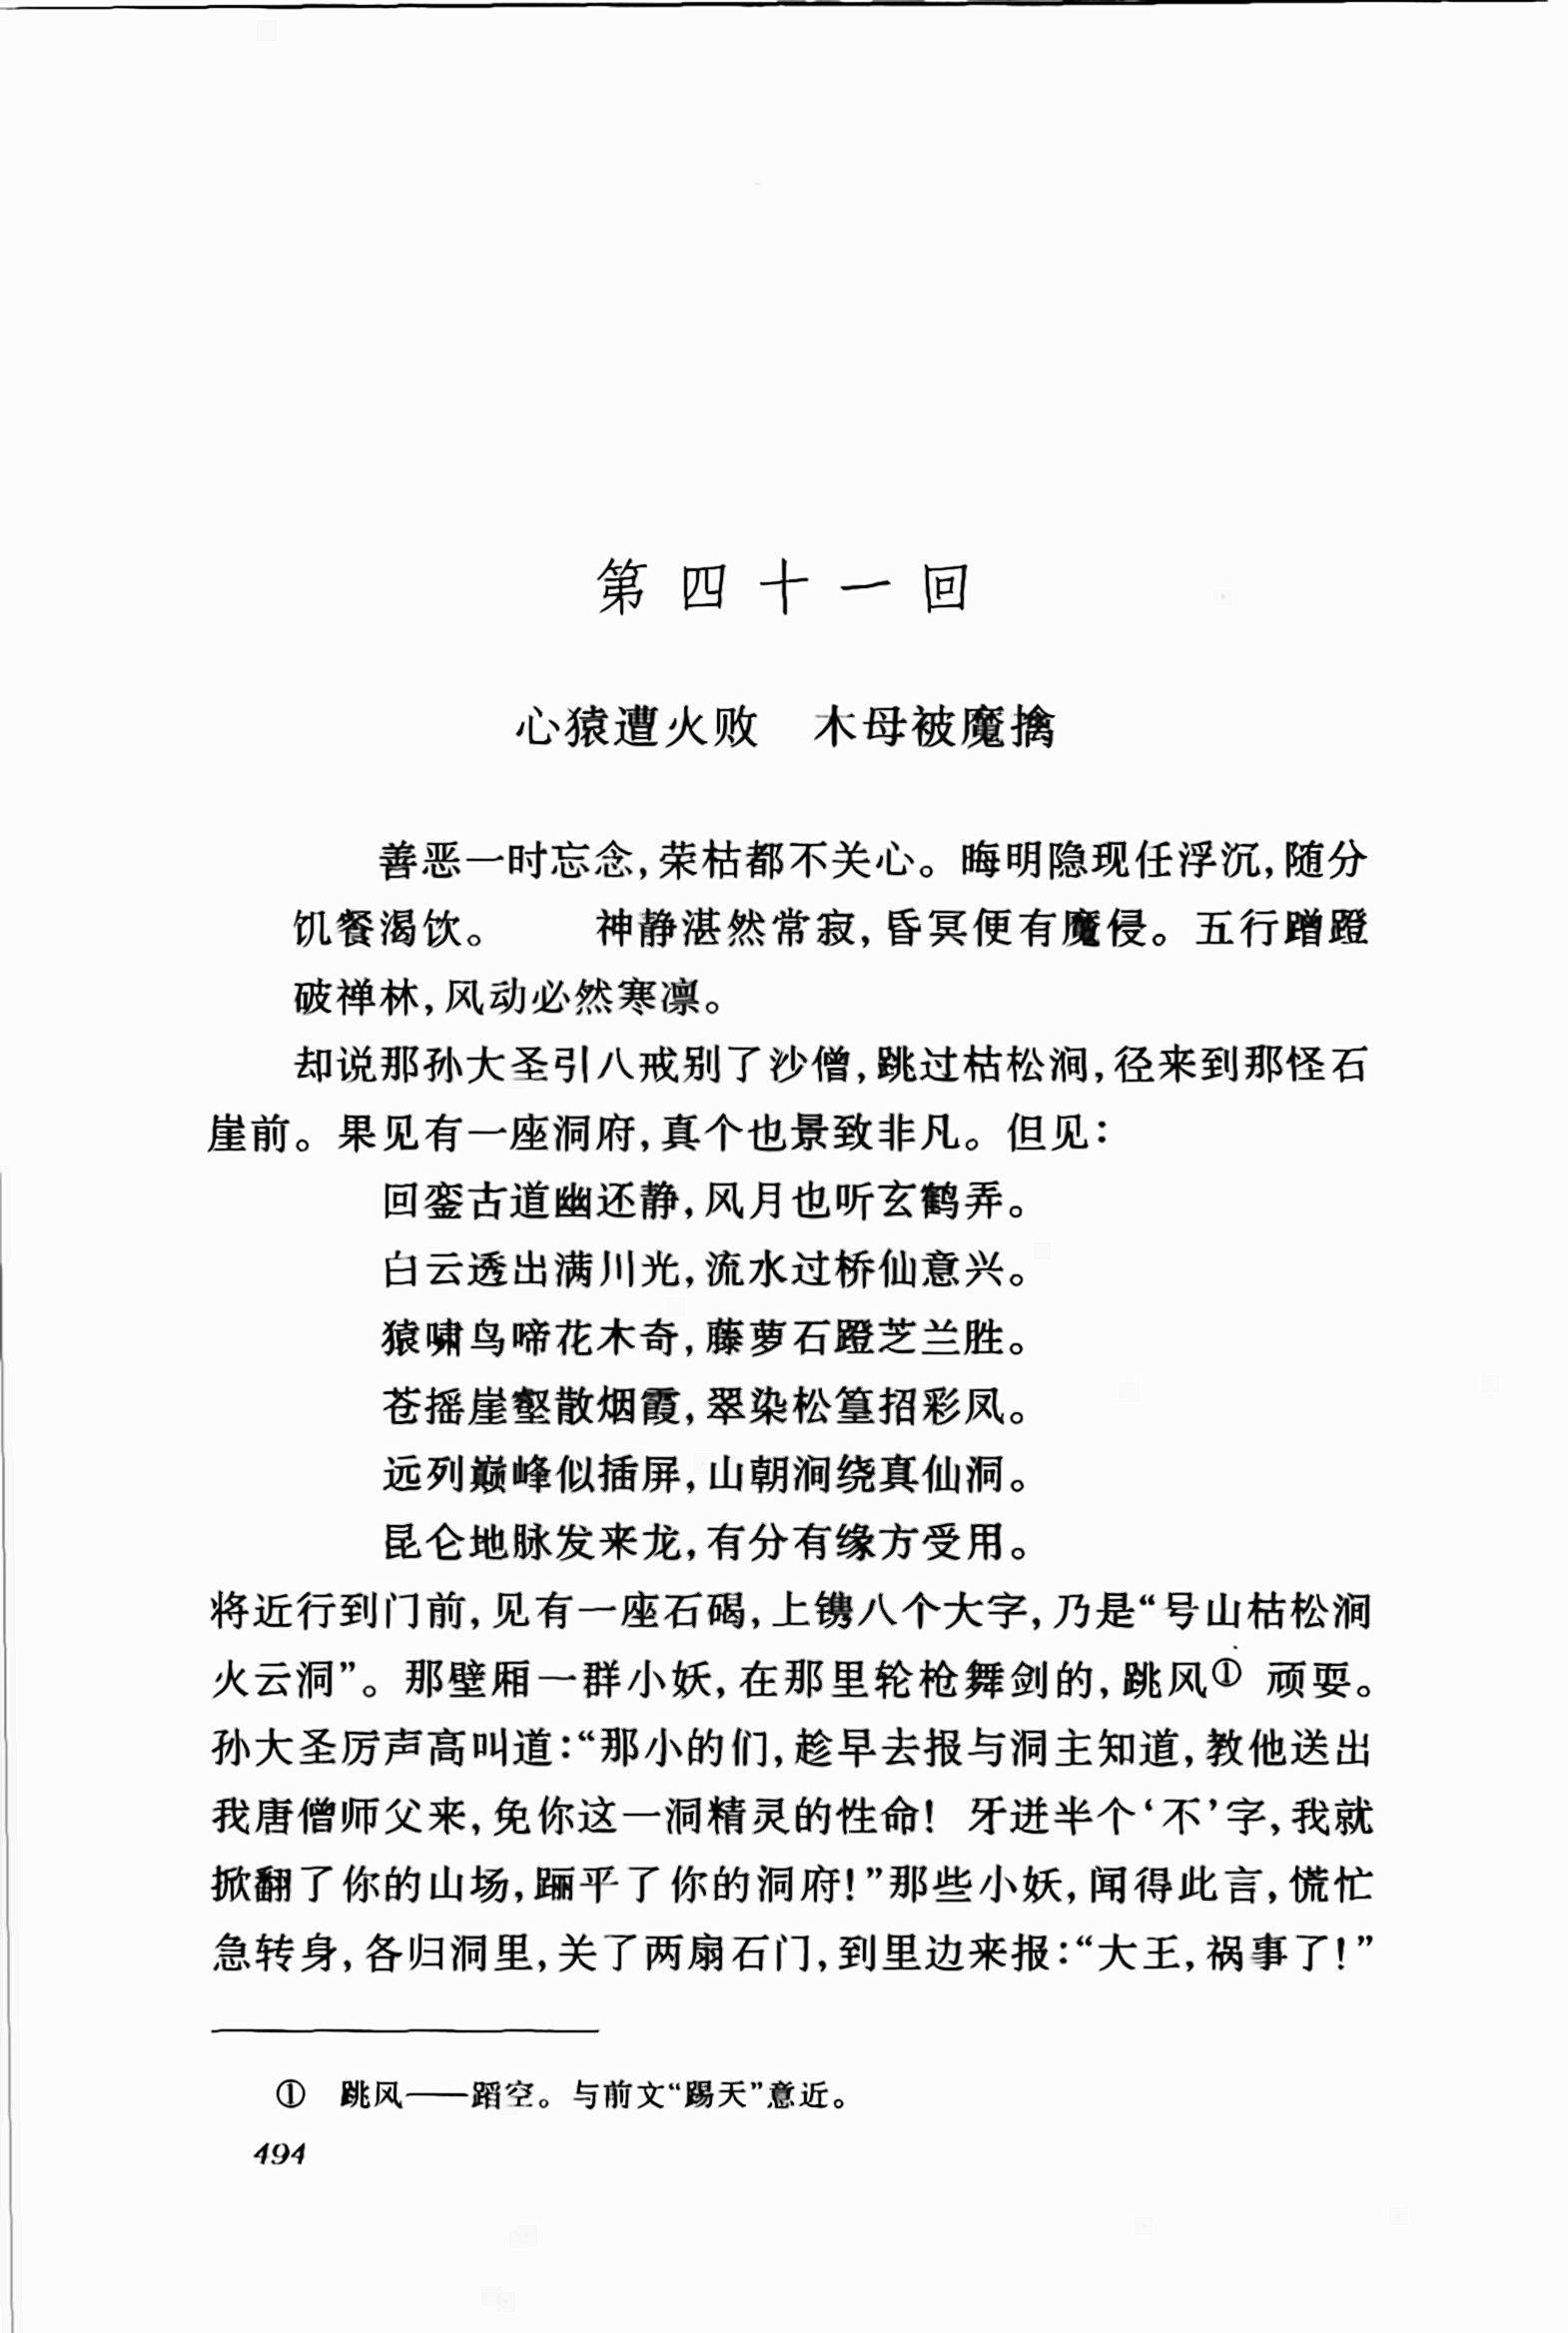 第四十一回
心猿遭火败　木母被魔擒
善恶一时忘念,荣枯都不关心。晦明隐现任浮沉,随分
饥餐渴饮。　　神静湛然常寂,昏冥便有魔侵。五行蹭蹬
破禅林,风动必然寒凛。
却说那孙大圣引八戒别了沙僧,跳过枯松涧,径来到那怪石
崖前。果见有一座洞府,真个也景致非凡。但见:
回銮古道幽还静,风月也听玄鹤弄。
白云透出满川光,流水过桥仙意兴。
猿啸鸟啼花木奇,藤萝石蹬芝兰胜。
苍摇崖壑散烟霞,翠染松篁招彩凤。
远列巅峰似插屏,山朝涧绕真仙洞。
昆仑地脉发来龙,有分有缘方受用。
将近行到门前,见有一座石碣,上镌八个大字,乃是“号山枯松涧
火云洞”。那壁厢一群小妖,在那里轮枪舞剑的,跳风① 顽耍。
孙大圣厉声高叫道:“那小的们,趁早去报与洞主知道,教他送出
我唐僧师父来,免你这一洞精灵的性命! 牙迸半个‘不’字,我就
掀翻了你的山场,𨇩平了你的洞府!”那些小妖,闻得此言,慌忙
急转身,各归洞里,关了两扇石门,到里边来报:“大王,祸事了!”
①　跳风——蹈空。与前文“踢天”意近。
494